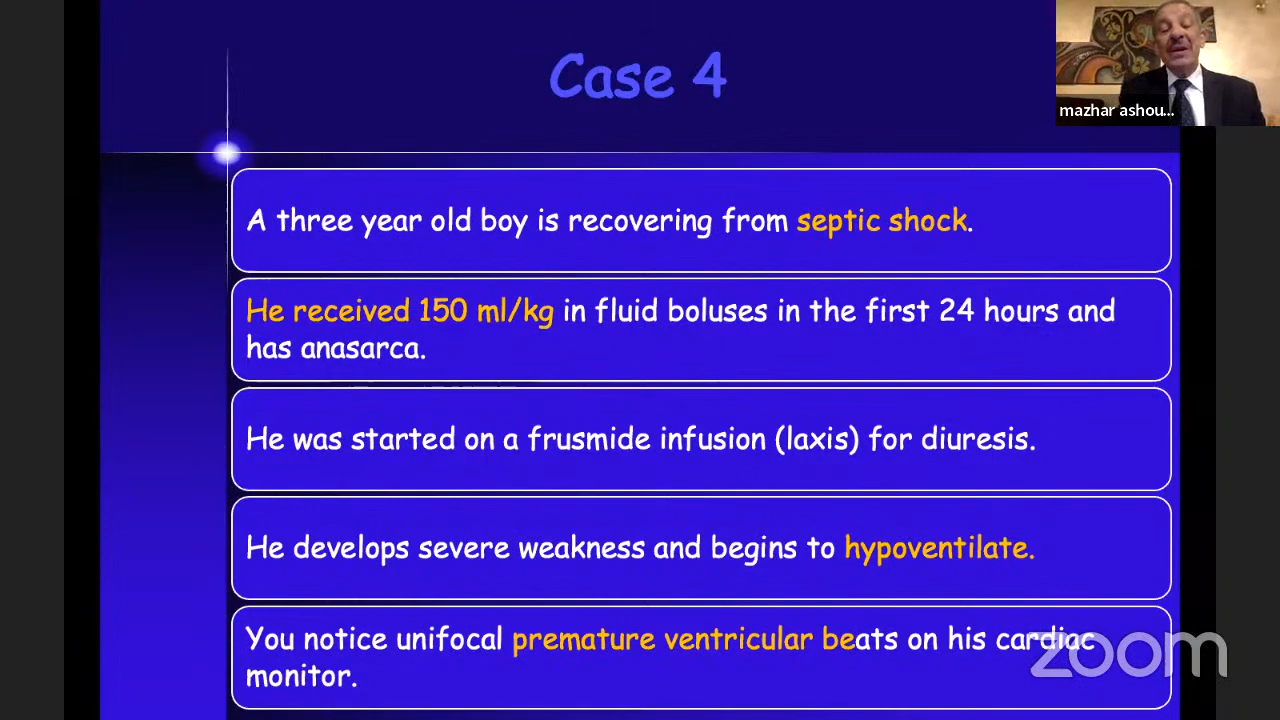 Case 4
mazhar ashou...
A three year old boy is recovering from septic shock.
He received 150 ml/kg in fluid boluses in the first 24 hours and
has anasarca.
He was started on a frusmide infusion (laxis) for diuresis.
He develops severe weakness and begins to hypoventilate.
You notice unifocal premature ventricular beats on his cardiac
monitor.
zoom